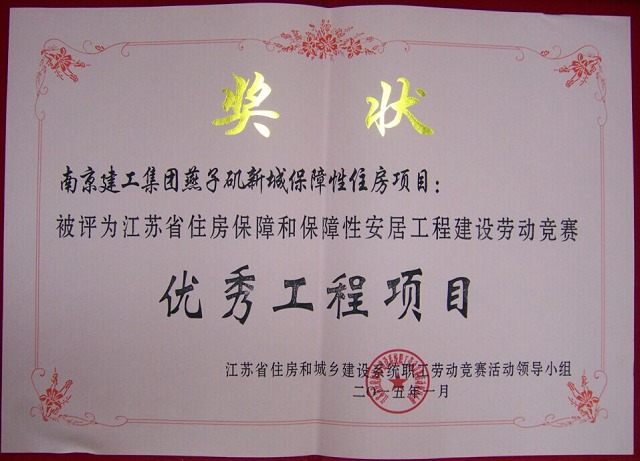 奖状
南京建工集团燕子矶新城保障性住房项目：
被评为江苏省住房保障和保障性安居工程建设劳动竞赛
优秀工程项目
江苏省住房和城乡建设系统职工劳动竞赛活动领导小组
二〇一五年一月